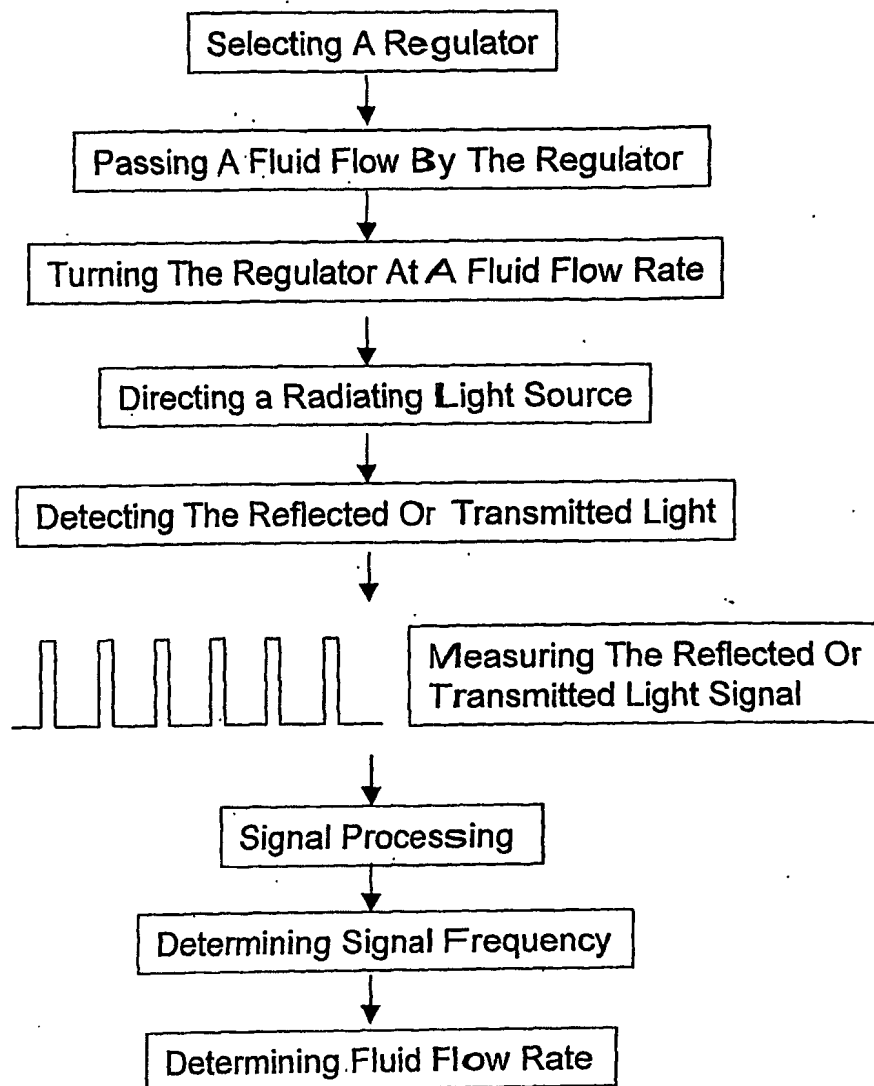 Selecting A Regulator
Passing A Fluid Flow By The Regulator
Turning The Regulator At A Fluid Flow Rate
Directing a Radiating Light Source
Detecting The Reflected Or Transmitted Light
Measuring The Reflected Or
Transmitted Light Signal
Signal Processing
Determining Signal Frequency
Determining Fluid Flow Rate